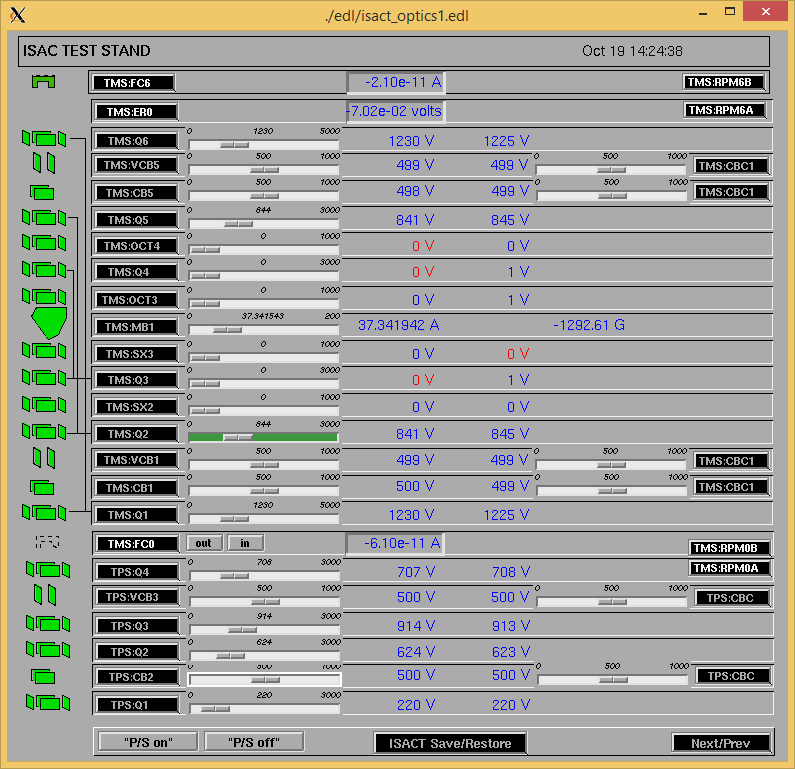 ./edl/isact_optics1.edl
ISAC TEST STAND Oct 19 14:24:38
TMS:FC6 -2.10e-11 A TMS:RPM6B
TMS:ER0 -7.02e-02 volts TMS:RPM6A
TMS:Q6 0 1230 5000 1230 V 1225 V
TMS:VCB5 0 500 1000 499 V 499 V 0 500 1000 TMS:CBC1
TMS:CB5 0 500 1000 498 V 499 V 0 500 1000 TMS:CBC1
TMS:Q5 0 844 3000 841 V 845 V
TMS:OCT4 0 0 1000 0 V 0 V
TMS:Q4 0 0 3000 0 V 1 V
TMS:OCT3 0 0 1000 0 V 1 V
TMS:MB1 0 37.341543 200 37.341942 A -1292.61 G
TMS:SX3 0 0 1000 0 V 0 V
TMS:Q3 0 0 3000 0 V 1 V
TMS:SX2 0 0 1000 0 V 0 V
TMS:Q2 0 844 3000 841 V 845 V
TMS:VCB1 0 500 1000 499 V 499 V 0 500 1000 TMS:CBC1
TMS:CB1 0 500 1000 500 V 499 V 0 500 1000 TMS:CBC1
TMS:Q1 0 1230 5000 1230 V 1225 V
TMS:FC0 out in -6.10e-11 A TMS:RPM0B
TPS:Q4 0 708 3000 707 V 708 V TMS:RPM0A
TPS:VCB3 0 500 1000 500 V 500 V 0 500 1000 TPS:CBC
TPS:Q3 0 914 3000 914 V 913 V
TPS:Q2 0 624 3000 624 V 623 V
TPS:CB2 0 500 1000 500 V 500 V 0 500 1000 TPS:CBC
TPS:Q1 0 220 3000 220 V 220 V
"P/S on" "P/S off" ISACT Save/Restore Next/Prev